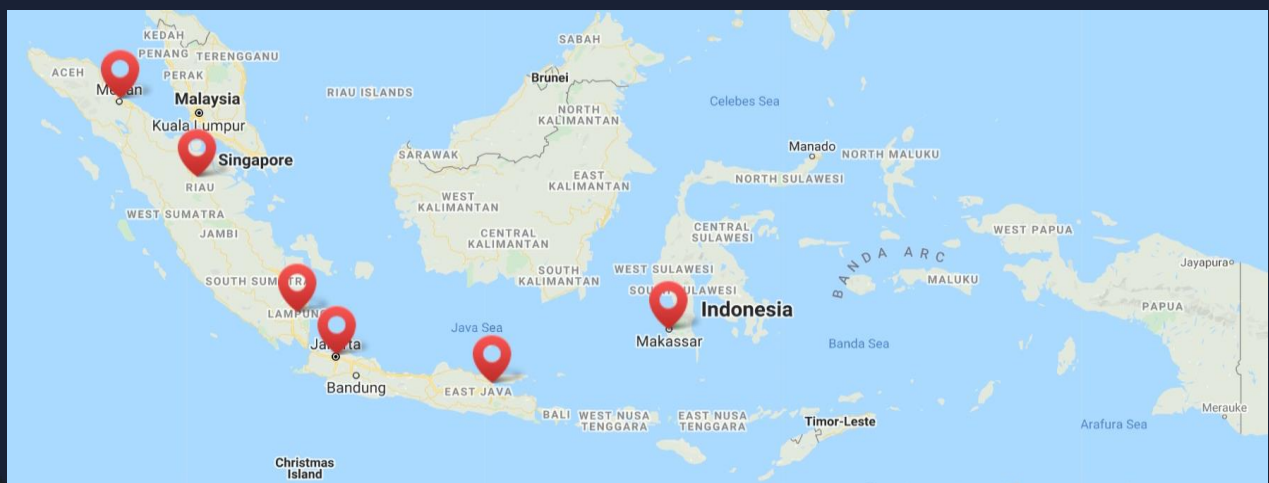 KEDAH
PENANG
TERENGGANU
ACEH
PERAK
Malaysia
Kuala Lumpur
Singapore
RIAU
WEST SUMATRA
JAMBI
LAMPUNG
RIAU ISLANDS
SABAH
Brunei
NORTH
KALIMANTAN
SARAWAK
WEST
KALIMANTAN
EAST
KALIMANTAN
CENTRAL
KALIMANTAN
SOUTH
KALIMANTAN
Celebes Sea
Manado
NORTH MALUKU
NORTH SULAWESI
CENTRAL
SULAWESI
WEST SULAWESI
Indonesia
Makassar
BANDA ARC
MALUKU
WEST PAPUA
Jayapura
PAPUA
Java Sea
Banda Sea
Bandung
EAST JAVA
BALI
WEST NUSA
TENGGARA
EAST NUSA
TENGGARA
Timor-Leste
Merauke
Arafura Sea
Christmas
Island